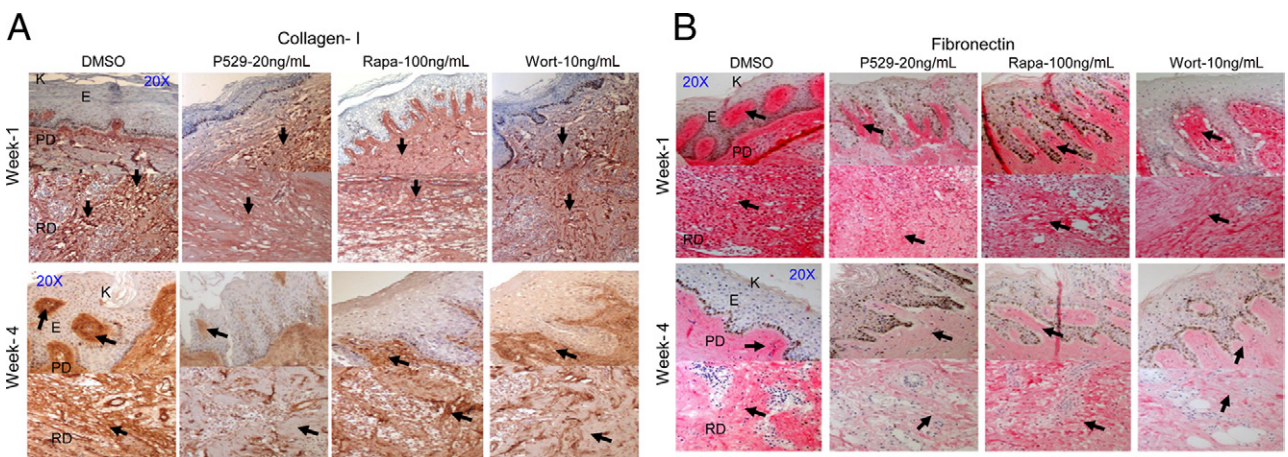 A
Collagen- I
DMSO
P529-20ng/mL
Rapa-100ng/mL
Wort-10ng/mL
Week-1
K
20X
E
PD
RD
Week- 4
20X
K
E
PD
RD
B
Fibronectin
DMSO
P529-20ng/mL
Rapa-100ng/mL
Wort-10ng/mL
Week-1
20X
K
E
PD
RD
Week- 4
20X
E
K
PD
RD